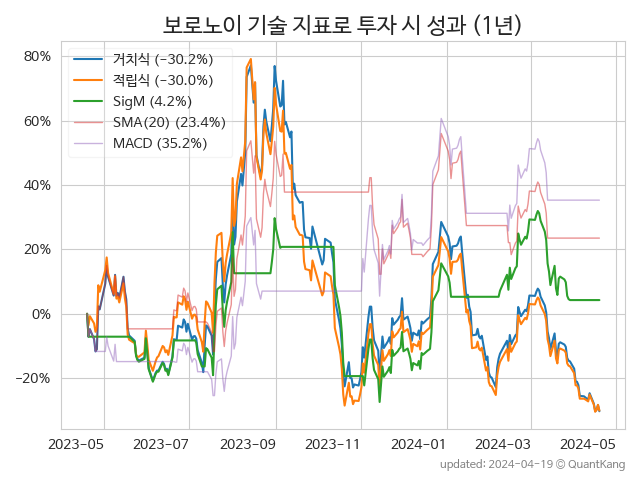 보로노이 기술 지표로 투자 시 성과 (1년)
거치식 (−30.2%)
적립식 (−30.0%)
SigM (4.2%)
SMA(20) (23.4%)
MACD (35.2%)
80%
60%
40%
20%
0%
−20%
2023-05 2023-07 2023-09 2023-11 2024-01 2024-03 2024-05
updated: 2024-04-19 © QuantKang